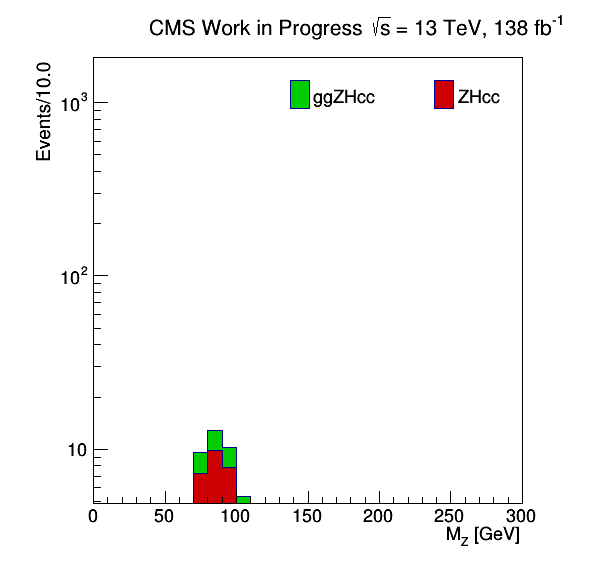 CMS Work in Progress √s = 13 TeV, 138 fb⁻¹
Events/10.0
ggZHcc ZHcc
10³
10²
10
0 50 100 150 200 250 300
M_Z [GeV]